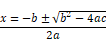 x = −b ± √b² − 4ac
2a